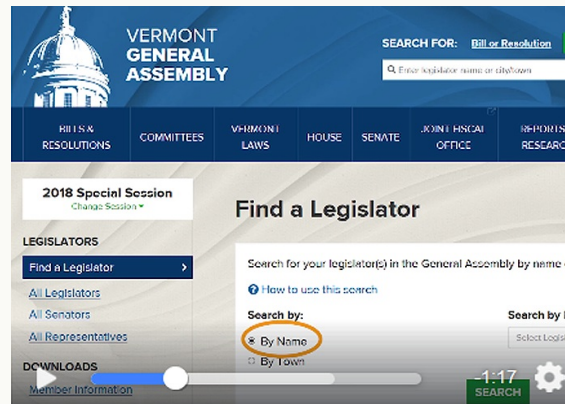 VERMONT
GENERAL
ASSEMBLY
SEARCH FOR: Bill or Resolution
Enter legislator name or city/town
BILLS & RESOLUTIONS
COMMITTEES
VERMONT LAWS
HOUSE
SENATE
JOINT FISCAL OFFICE
REPORTS
RESEARC
2018 Special Session
Change Session
LEGISLATORS
Find a Legislator
All Legislators
All Senators
All Representatives
DOWNLOADS
Member Information
Find a Legislator
Search for your legislator(s) in the General Assembly by name
How to use this search
Search by:
By Name
By Town
Search by
Select Legis
-1:17
SEARCH